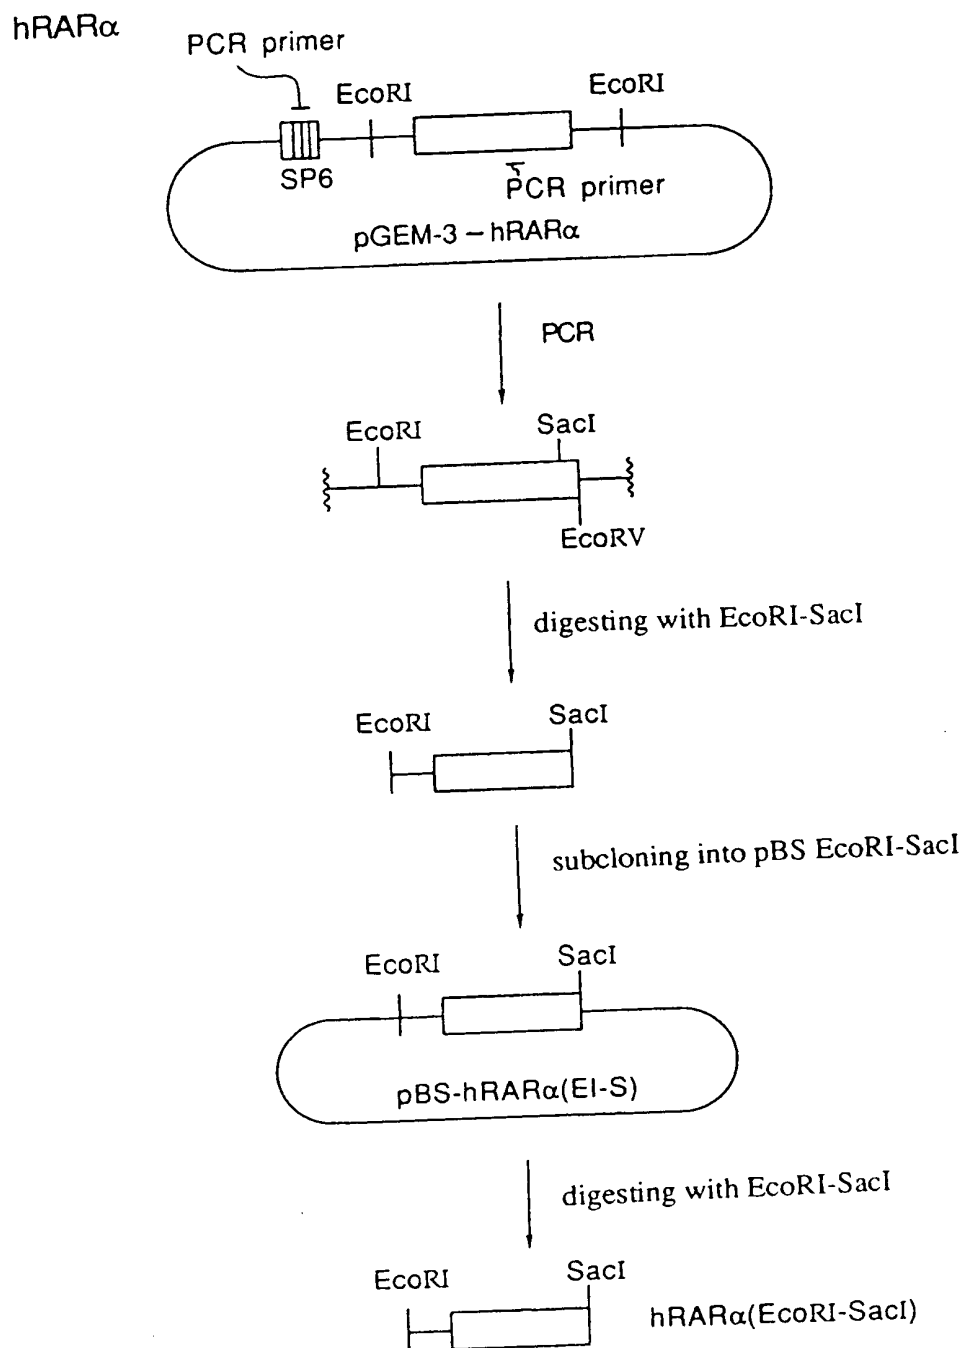 hRARα
PCR primer
EcoRI
EcoRI
SP6
PCR primer
pGEM-3 – hRARα
PCR
EcoRI
SacI
EcoRV
digesting with EcoRI-SacI
EcoRI
SacI
subcloning into pBS EcoRI-SacI
EcoRI
SacI
pBS-hRARα(EI-S)
digesting with EcoRI-SacI
EcoRI
SacI
hRARα(EcoRI-SacI)